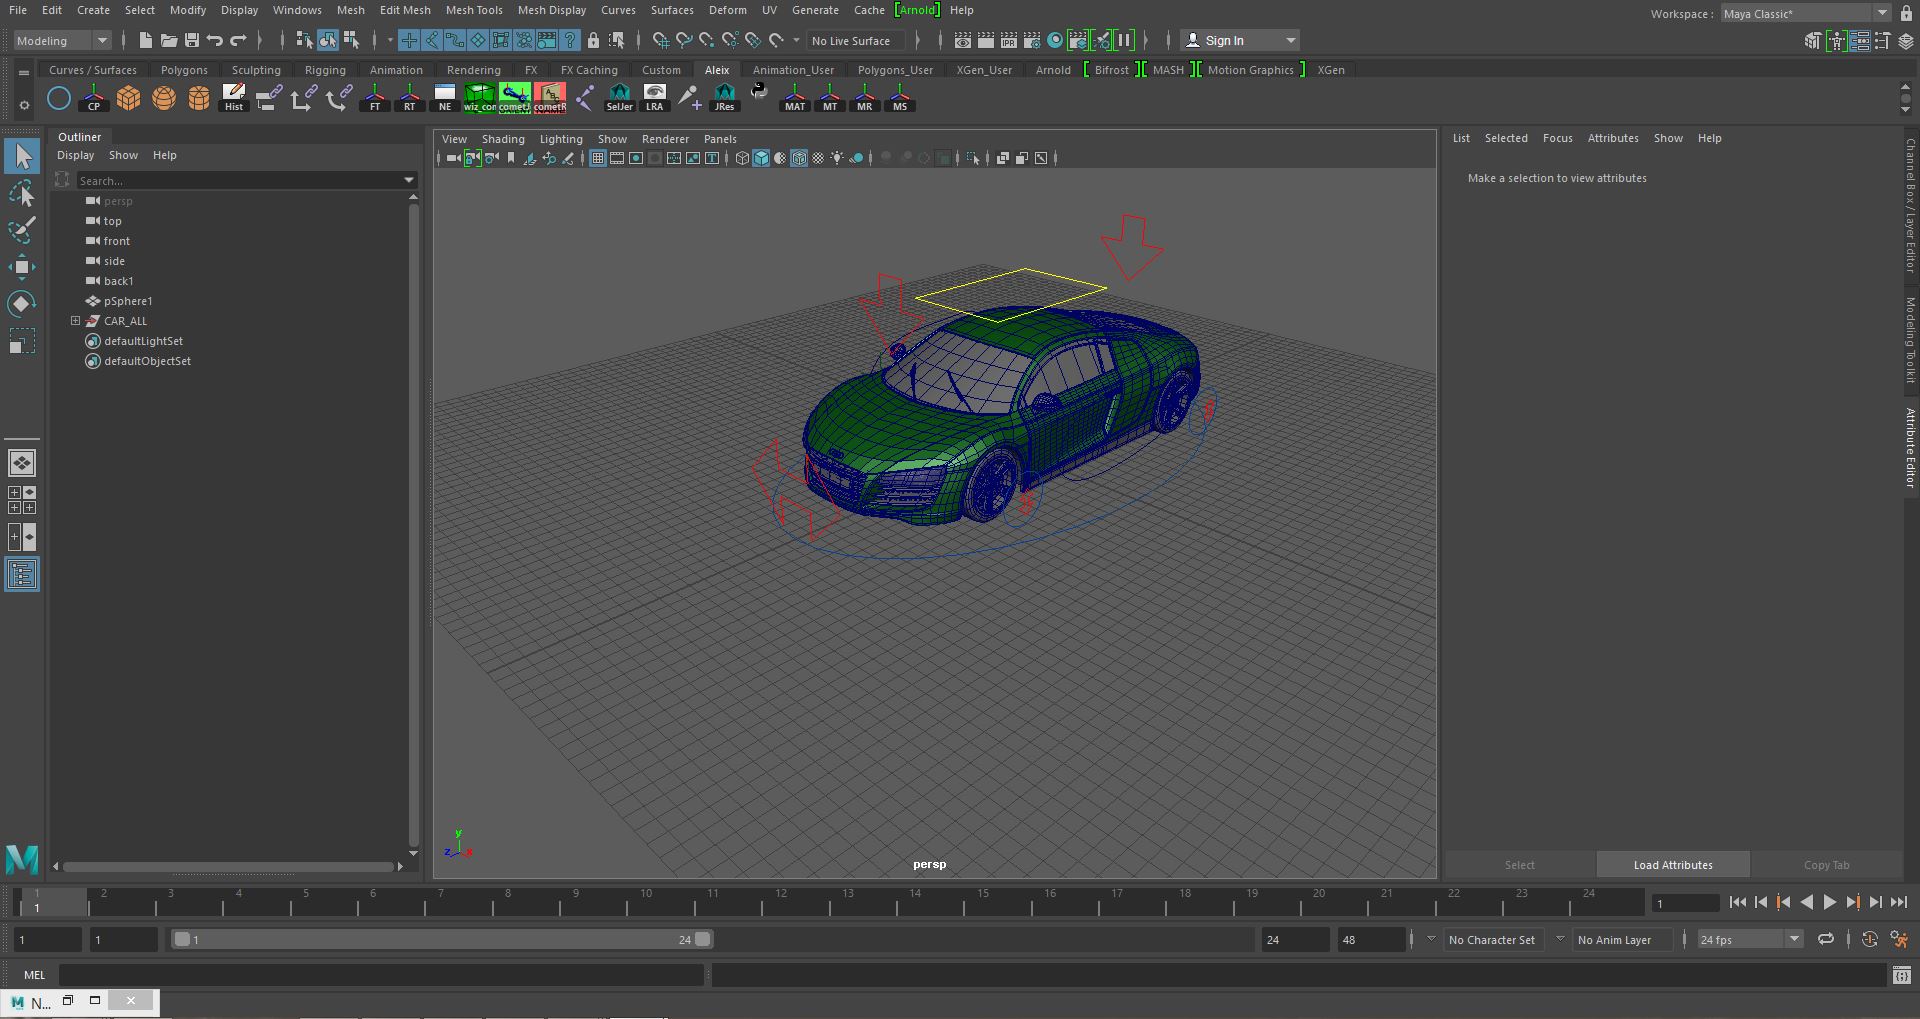 File Edit Create Select Modify Display Windows Mesh Edit Mesh Mesh Tools Mesh Display Curves Surfaces Deform UV Generate Cache [Arnold] Help
Workspace : Maya Classic*
Modeling No Live Surface Sign In
Curves / Surfaces Polygons Sculpting Rigging Animation Rendering FX FX Caching Custom Aleix Animation_User Polygons_User XGen_User Arnold [ Bifrost ] [ MASH ] [ Motion Graphics ] XGen
CP Hist FT RT NE wiz_con cometJ cometR SelJer LRA JRes MAT MT MR MS
IPR
Outliner
Display Show Help
Search...
persp
top
front
side
back1
pSphere1
CAR_ALL
defaultLightSet
defaultObjectSet
View Shading Lighting Show Renderer Panels
y
z x
persp
List Selected Focus Attributes Show Help
Make a selection to view attributes
Channel Box / Layer Editor
Modeling Toolkit
Attribute Editor
Select Load Attributes Copy Tab
1 2 3 4 5 6 7 8 9 10 11 12 13 14 15 16 17 18 19 20 21 22 23 24
1
1
1 1 1 24 24 48 No Character Set No Anim Layer 24 fps
MEL
N...